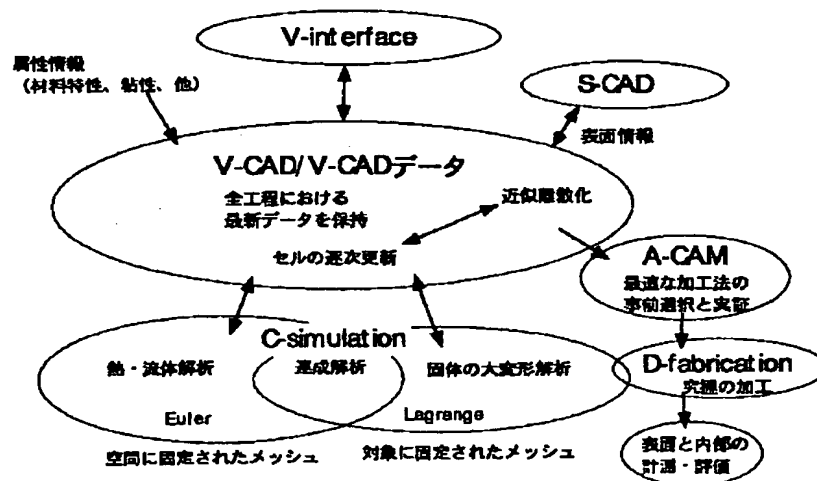 V-interface
属性情報
(材料特性、粘性、他)
S-CAD
表面情報
V-CAD/V-CADデータ
全工程における
最新データを保持
近似離散化
セルの逐次更新
A-CAM
最適な加工法の
事前選択と実証
C-simulation
熱・流体解析
連成解析
固体の大変形解析
D-fabrication
究極の加工
Euler
Lagrange
空間に固定されたメッシュ
対象に固定されたメッシュ
表面と内部の
計測・評価